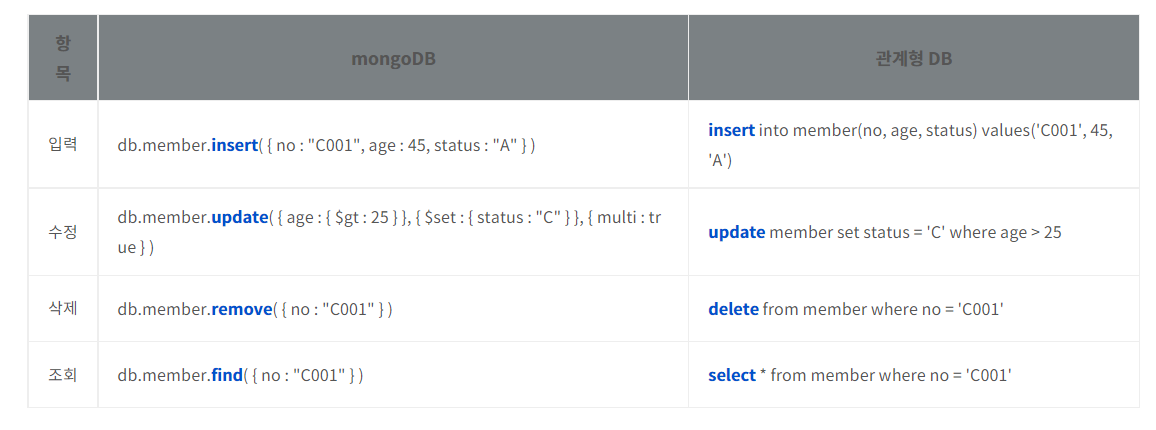 항
목
mongoDB
관계형 DB
입력
db.member.insert( { no : "C001", age : 45, status : "A" } )
insert into member(no, age, status) values('C001', 45,
'A')
수정
db.member.update( { age : { $gt : 25 } }, { $set : { status : "C" } }, { multi : tr
ue } )
update member set status = 'C' where age > 25
삭제
db.member.remove( { no : "C001" } )
delete from member where no = 'C001'
조회
db.member.find( { no : "C001" } )
select * from member where no = 'C001'